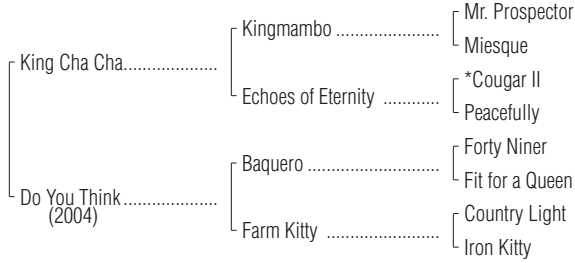 Mr. Prospector
Kingmambo ......................
Miesque
King Cha Cha...................
*Cougar II
Echoes of Eternity ............
Peacefully
Forty Niner
Baquero ............................
Fit for a Queen
Do You Think...................
(2004)
Country Light
Farm Kitty ........................
Iron Kitty